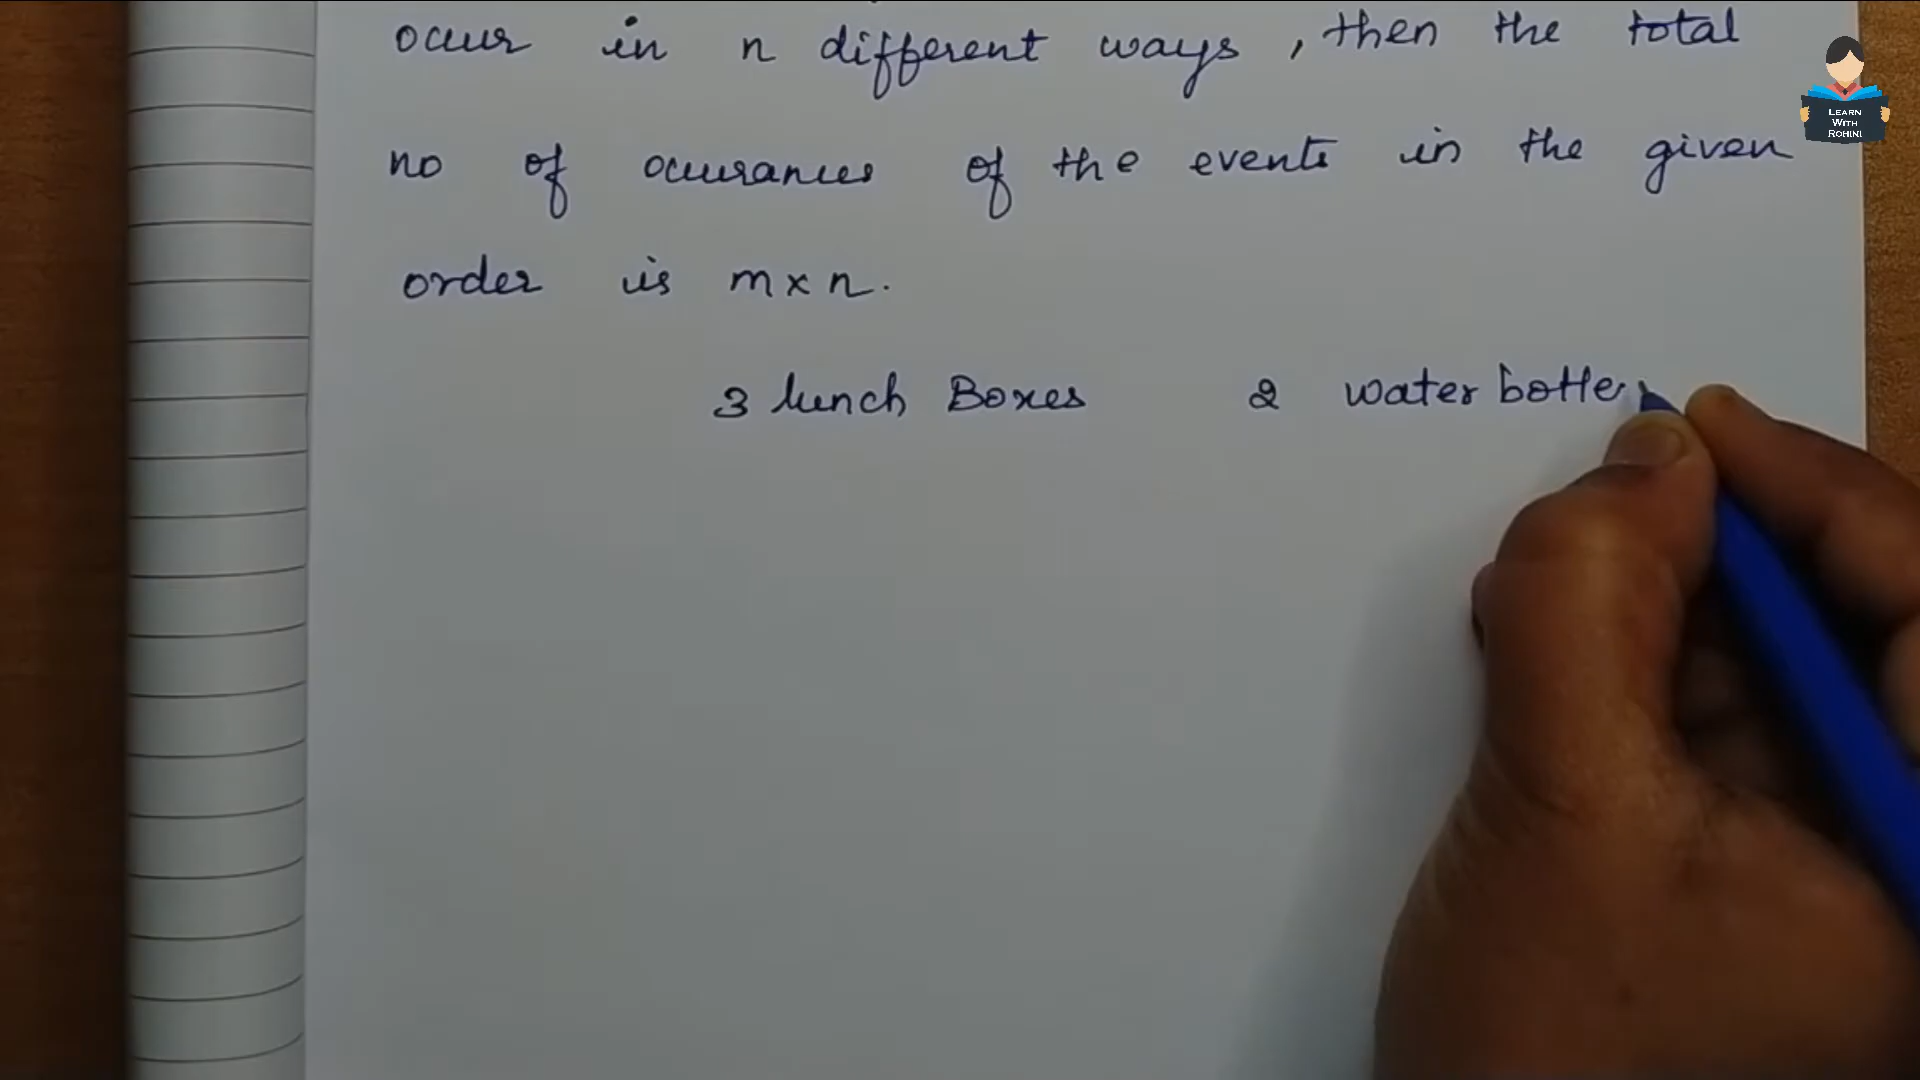 occur in n different ways, then the total
no of ocurances of the events in the given
order is m x n.
3 lunch Boxes 2 water bottle
LEARN
WITH
ROHINI